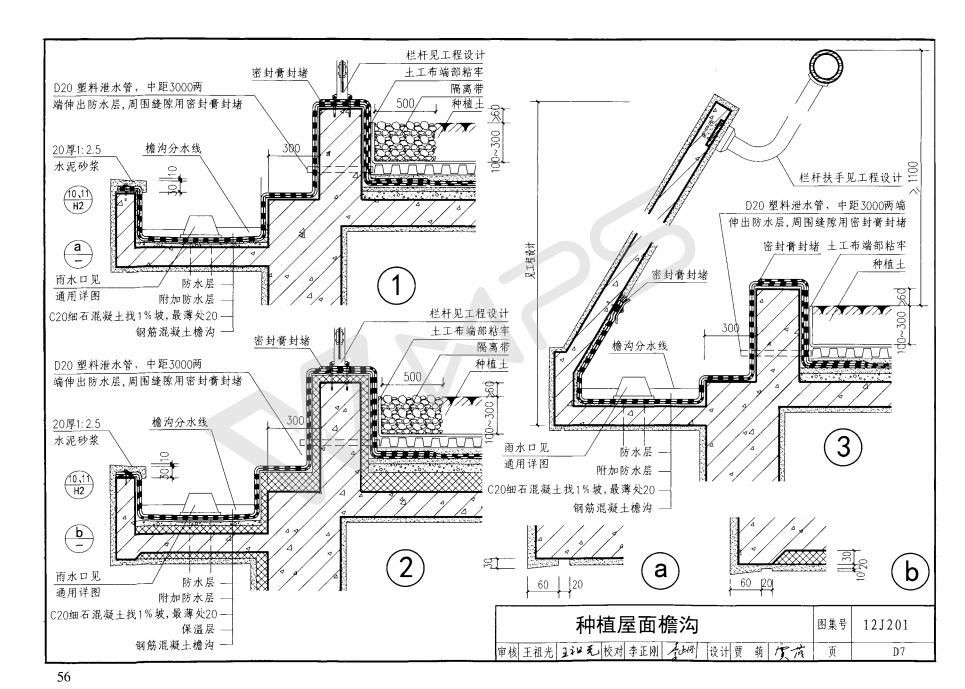 栏杆见工程设计
密封膏封堵
土工布端部粘牢
隔离带
种植土
D20 塑料泄水管, 中距3000两
端伸出防水层,周围缝隙用密封膏封堵
500
≥60
100~300
300
20厚1:2.5
水泥砂浆
檐沟分水线
30 10
10,11
H2
a
—
雨水口见
通用详图
防水层
附加防水层
C20细石混凝土找1%坡,最薄处20
钢筋混凝土檐沟
1
栏杆见工程设计
密封膏封堵
土工布端部粘牢
隔离带
种植土
D20 塑料泄水管, 中距3000两
端伸出防水层,周围缝隙用密封膏封堵
500
≥60
100~300
300
20厚1:2.5
水泥砂浆
檐沟分水线
30 10
10,11
H2
b
—
雨水口见
通用详图
防水层
附加防水层
C20细石混凝土找1%坡,最薄处20
保温层
钢筋混凝土檐沟
2
栏杆扶手见工程设计
≥1100
D20 塑料泄水管, 中距3000两端
伸出防水层,周围缝隙用密封膏封堵
密封膏封堵
土工布端部粘牢
种植土
见工程设计
密封膏封堵
≥60
100~300
300
檐沟分水线
雨水口见
通用详图
防水层
附加防水层
C20细石混凝土找1%坡,最薄处20
钢筋混凝土檐沟
3
30
60
20
a
60
20
30
10 20
b
种植屋面檐沟
图集号
12J201
审核 王祖光 校对 李正刚 设计 贾 萌
页
D7
56
AMPS